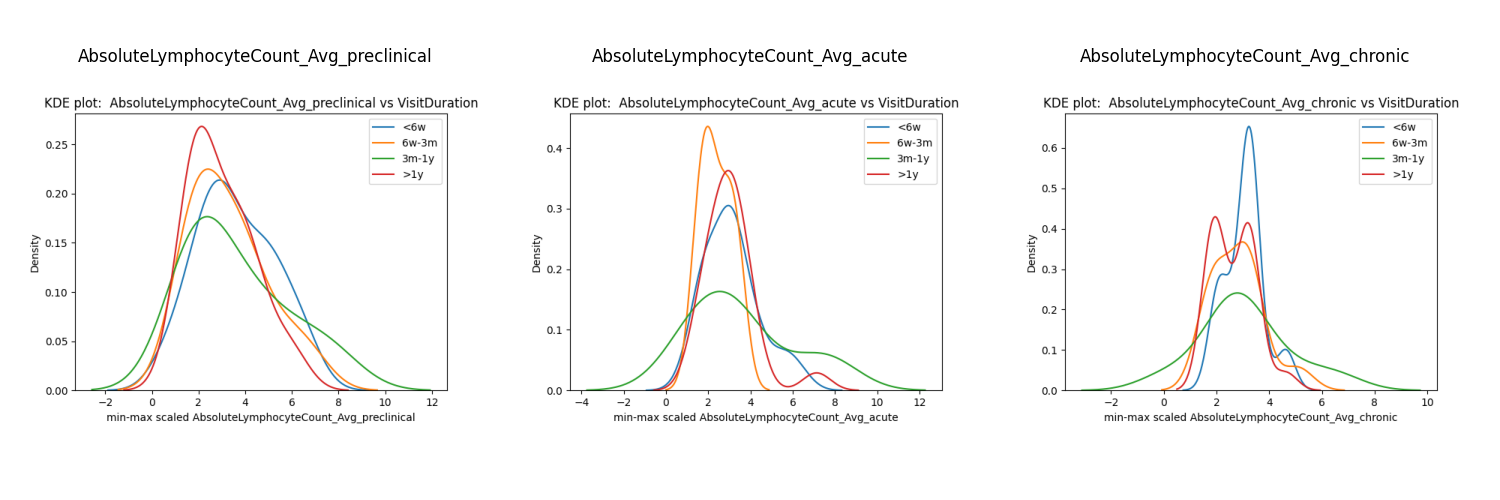 AbsoluteLymphocyteCount_Avg_preclinical
KDE plot:  AbsoluteLymphocyteCount_Avg_preclinical vs VisitDuration
<6w
6w-3m
3m-1y
>1y
0.25
0.20
0.15
0.10
0.05
0.00
Density
−2 0 2 4 6 8 10 12
min-max scaled AbsoluteLymphocyteCount_Avg_preclinical
AbsoluteLymphocyteCount_Avg_acute
KDE plot:  AbsoluteLymphocyteCount_Avg_acute vs VisitDuration
<6w
6w-3m
3m-1y
>1y
0.4
0.3
0.2
0.1
0.0
Density
−4 −2 0 2 4 6 8 10 12
min-max scaled AbsoluteLymphocyteCount_Avg_acute
AbsoluteLymphocyteCount_Avg_chronic
KDE plot:  AbsoluteLymphocyteCount_Avg_chronic vs VisitDuration
<6w
6w-3m
3m-1y
>1y
0.6
0.5
0.4
0.3
0.2
0.1
0.0
Density
−2 0 2 4 6 8 10
min-max scaled AbsoluteLymphocyteCount_Avg_chronic